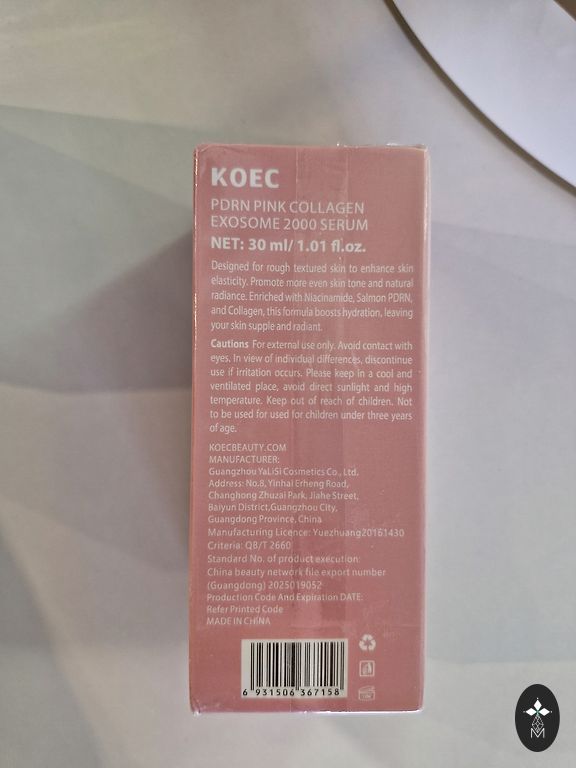 KOEC
PDRN PINK COLLAGEN
EXOSOME 2000 SERUM
NET: 30 ml/ 1.01 fl.oz.
Designed for rough textured skin to enhance skin
elasticity. Promote more even skin tone and natural
radiance. Enriched with Niacinamide, Salmon PDRN,
and Collagen, this formula boosts hydration, leaving
your skin supple and radiant.
Cautions For external use only. Avoid contact with
eyes. In view of individual differences, discontinue
use if irritation occurs. Please keep in a cool and
ventilated place, avoid direct sunlight and high
temperature. Keep out of reach of children. Not
to be used for used for children under three years
of age.
KOECBEAUTY.COM
MANUFACTURER:
Guangzhou YaLiSi Cosmetics Co., Ltd.
Address: No.8, Yinhai Erheng Road,
Changhong Zhuzai Park, Jiahe Street,
Baiyun District,Guangzhou City,
Guangdong Province, China
Manufacturing Licence: Yuezhuang20161430
Criteria: QB/T 2660
Standard No. of product execution:
China beauty network file export number
(Guangdong) 2025019052
Production Code And Expiration DATE:
Refer Printed Code
MADE IN CHINA
6 931506 367158
M